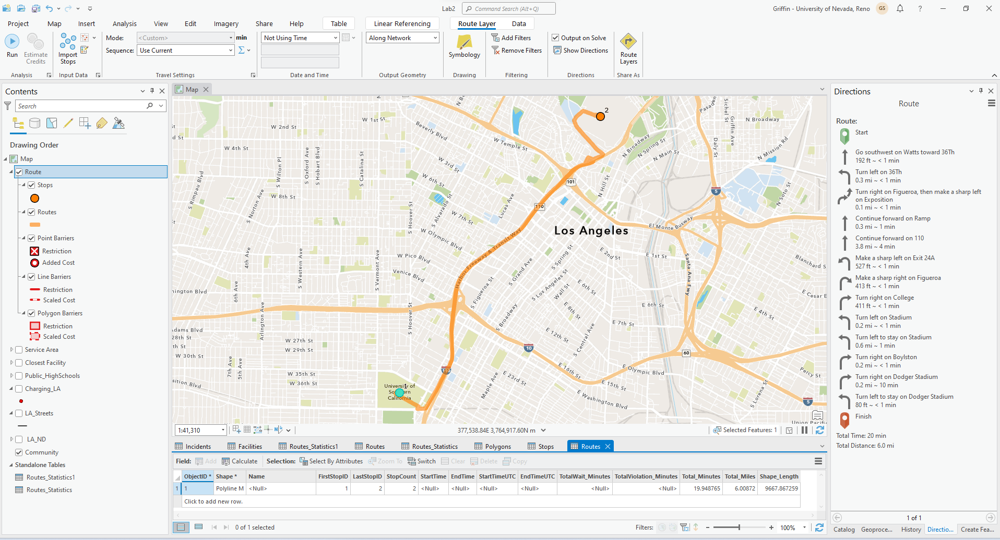 Lab2
Command Search (Alt+Q)
Griffin - University of Nevada, Reno
GS
?
Project
Map
Insert
Analysis
View
Edit
Imagery
Share
Help
Table
Linear Referencing
Route Layer
Data
Run
Estimate
Credits
Analysis
Import
Stops
Input Data
Mode:
<Custom>
min
Sequence:
Use Current
Travel Settings
Not Using Time
Date and Time
Along Network
Output Geometry
Symbology
Drawing
Add Filters
Remove Filters
Filtering
Output on Solve
Show Directions
Directions
Route
Layers
Share As
Contents
Search
Drawing Order
Map
Route
Stops
Routes
Point Barriers
Restriction
Added Cost
Line Barriers
Restriction
Scaled Cost
Polygon Barriers
Restriction
Scaled Cost
Service Area
Closest Facility
Public_HighSchools
Charging_LA
LA_Streets
LA_ND
Community
Standalone Tables
Routes_Statistics1
Routes_Statistics
Map
W 1st St
W 2nd St
d St
W 4th St
Beverly Blvd
W Temple St
W 3rd St
W 6th St
W 8th St
W 7th St
W Olympic Blvd
W Pico Blvd
Venice Blvd
S Rimpau Blvd
S Norton Ave
S Wilton Pl
S Oxford Ave
S Hobart Blvd
S Catalina St
S Hoover St
S Alvarado St
Lucas Ave
4th Ave
S Western Ave
S Vermont Ave
6th Ave
Arlington Ave
S Hoover St
nington Blvd
Adams Blvd
28th St
th St
W 30th St
W 27th St
W 29th St
7th Ave
5th Ave
W 35th St
W 36th St
sition Blvd
University of
Southern
California
1
2
Harbor Freeway & Transit Way
110
101
110
10
5
60
5
Los Angeles
N Broadway
N Spring St
N Main St
N Hill St
Pasaden
Sichel St
Griffin Ave
N Broadway
Daly St
N Mission Rd
N Soto St
El Monte Busway
E 1st St
E 2nd St
S Spring St
S Grand Ave
S Los Angeles St
Wall St
E 6th St
E 8th St
S Figueroa St
S Broadway
E 12th St
S Central Ave
E 7th St
E 6th St
Santa Ana Fwy
Blanchard S
E Cesar E
E 4th St
E 16th St
E 15th St
E Olympic Blvd
E Washington Blvd
E 23rd St
Maple Ave
Percy St
S Lorena St
Union Pacific
1:41,310
377,538.84E 3,764,917.60N m
Selected Features: 1
Incidents
Facilities
Routes_Statistics1
Routes
Routes_Statistics
Polygons
Stops
Routes
Field:
Add
Calculate
Selection:
Select By Attributes
Zoom To
Switch
Clear
Delete
Copy
ObjectID * Shape * Name FirstStopID LastStopID StopCount StartTime EndTime StartTimeUTC EndTimeUTC TotalWait_Minutes TotalViolation_Minutes Total_Minutes Total_Miles Shape_Length
1 1 Polyline M <Null> 1 2 2 <Null> <Null> <Null> <Null> <Null> <Null> 19.948765 6.00872 9667.867259
Click to add new row.
0 of 1 selected
Filters:
100%
Directions
Route
Route:
Start
Go southwest on Watts toward 36Th
192 ft ~ < 1 min
Turn left on 36Th
0.3 mi ~ < 1 min
Turn right on Figueroa, then make a sharp left
on Exposition
0.1 mi ~ < 1 min
Continue forward on Ramp
0.3 mi ~ 1 min
Continue forward on 110
3.8 mi ~ 4 min
Make a sharp left on Exit 24A
527 ft ~ < 1 min
Make a sharp right on Figueroa
413 ft ~ < 1 min
Turn right on College
411 ft ~ < 1 min
Turn left on Stadium
0.2 mi ~ < 1 min
Turn left to stay on Stadium
0.6 mi ~ 1 min
Turn right on Boylston
0.2 mi ~ < 1 min
Turn right on Dodger Stadium
0.2 mi ~ 10 min
Turn left to stay on Dodger Stadium
80 ft ~ < 1 min
Finish
Total Time: 20 min
Total Distance: 6.0 mi
1 of 1
Catalog
Geoproce...
History
Directio...
Create Fea...